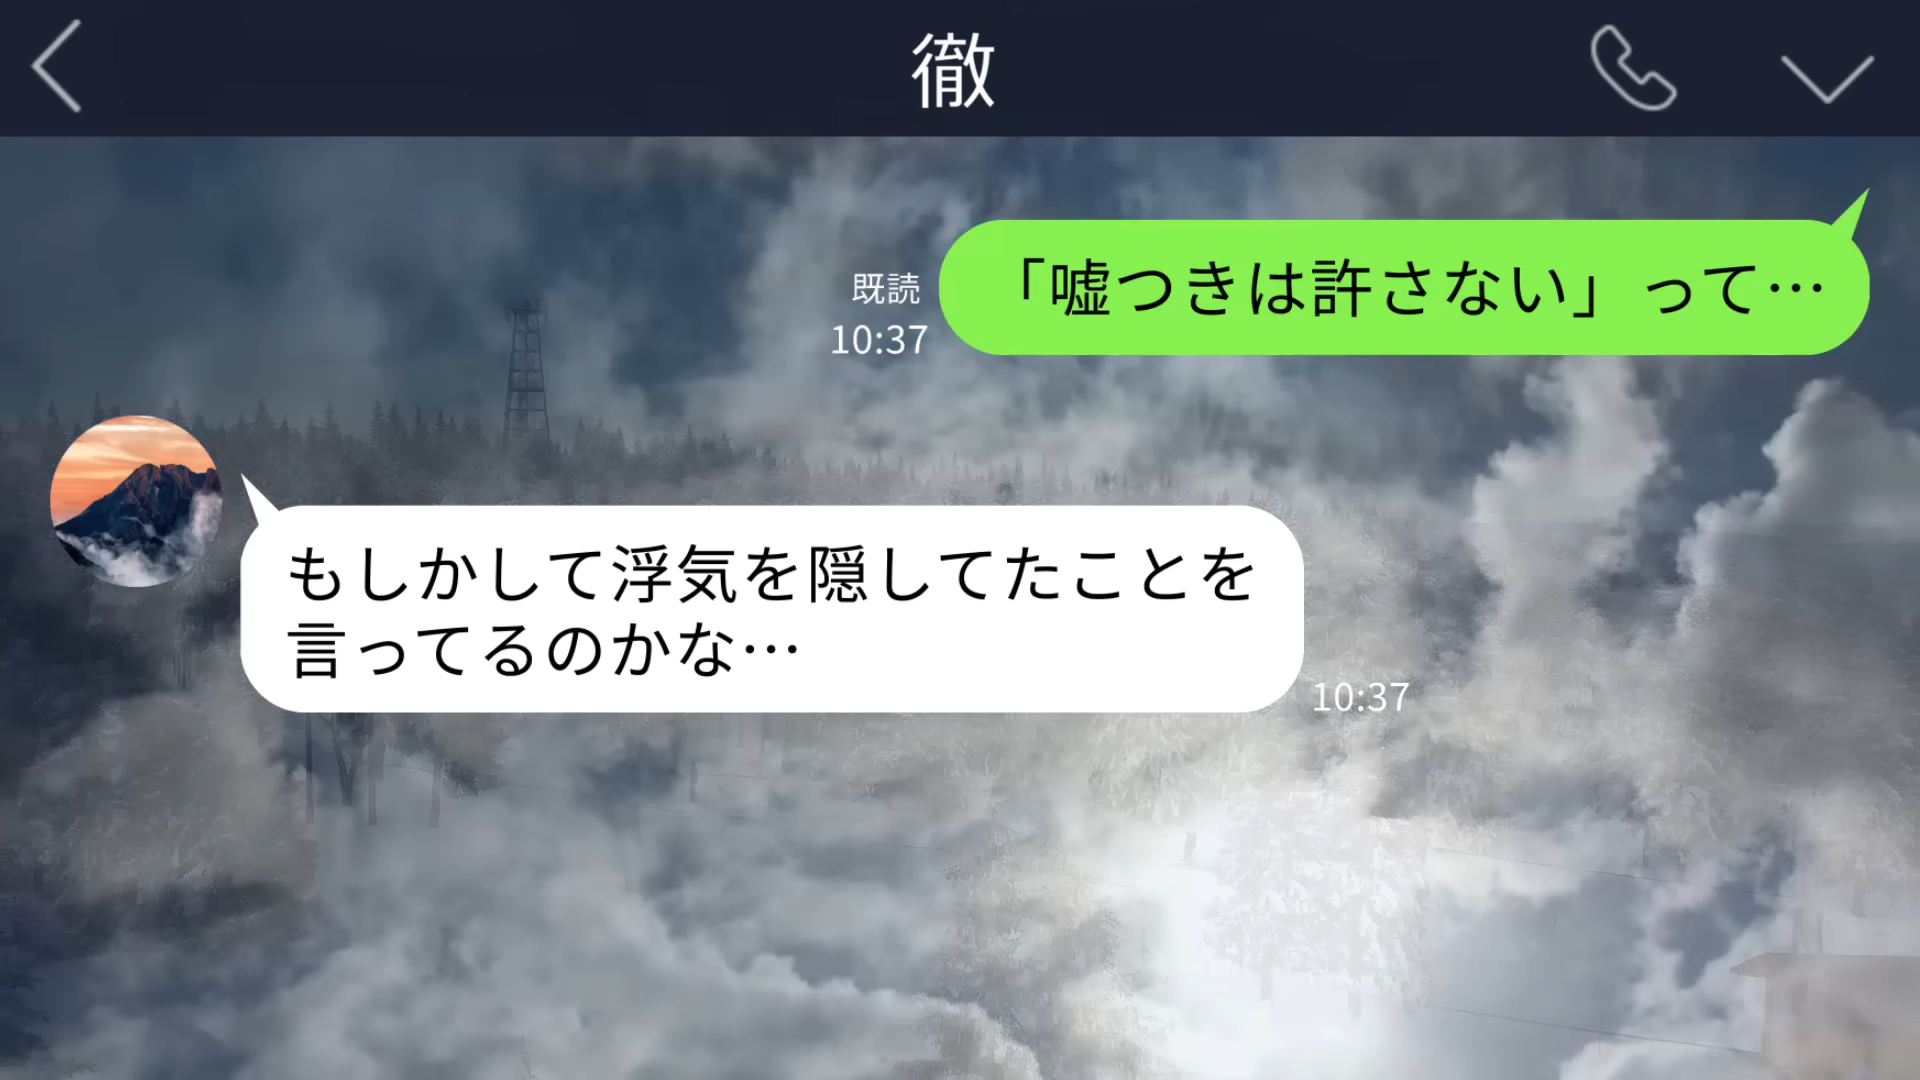 徹
「嘘つきは許さない」って…
既読
10:37
もしかして浮気を隠してたことを
言ってるのかな…
10:37